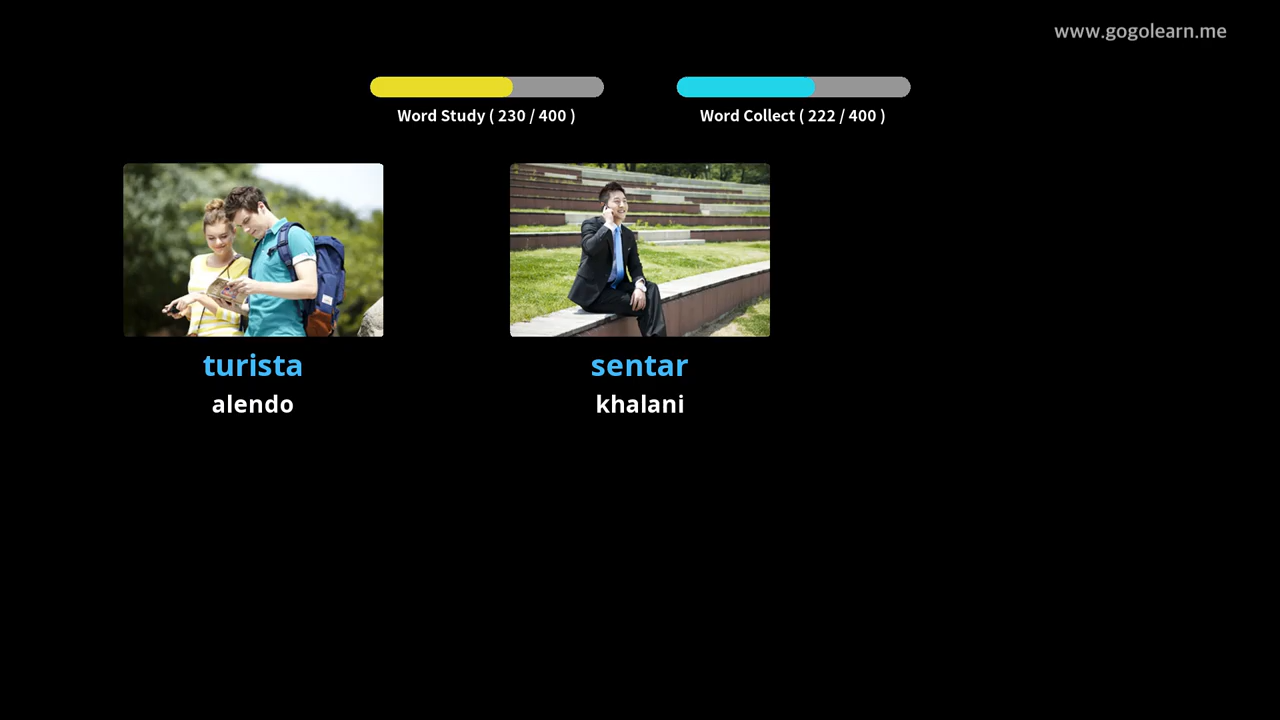 www.gogolearn.me
Word Study ( 230 / 400 )
Word Collect ( 222 / 400 )
turista
alendo
sentar
khalani